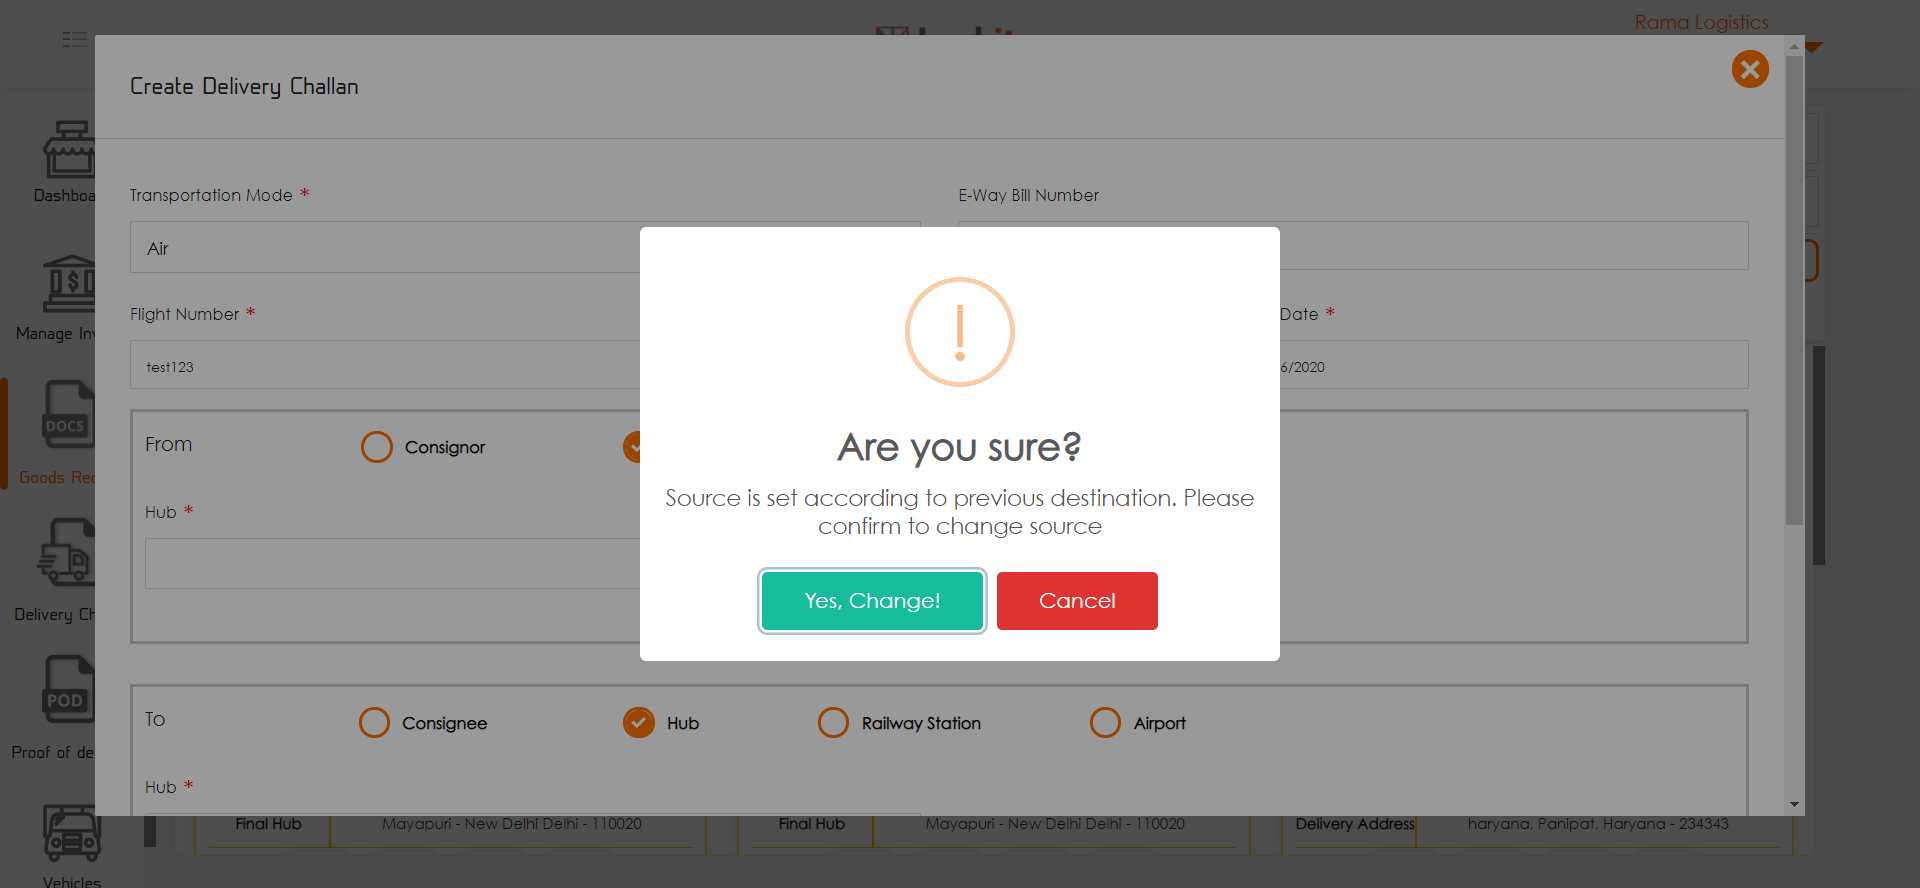 Rama Logistics
Create Delivery Challan
Transportation Mode *
E-Way Bill Number
Air
Flight Number *
Date *
test123
6/2020
From
Consignor
Hub *
To
Consignee
Hub
Railway Station
Airport
Hub *
!
Are you sure?
Source is set according to previous destination. Please
confirm to change source
Yes, Change!
Cancel
Dashboa
Manage Inv
DOCS
Goods Rec
Delivery Ch
POD
Proof of de
Vehicles
Final Hub
Mayapuri - New Delhi Delhi - 110020
Final Hub
Mayapuri - New Delhi Delhi - 110020
Delivery Address
haryana, Panipat, Haryana - 234343